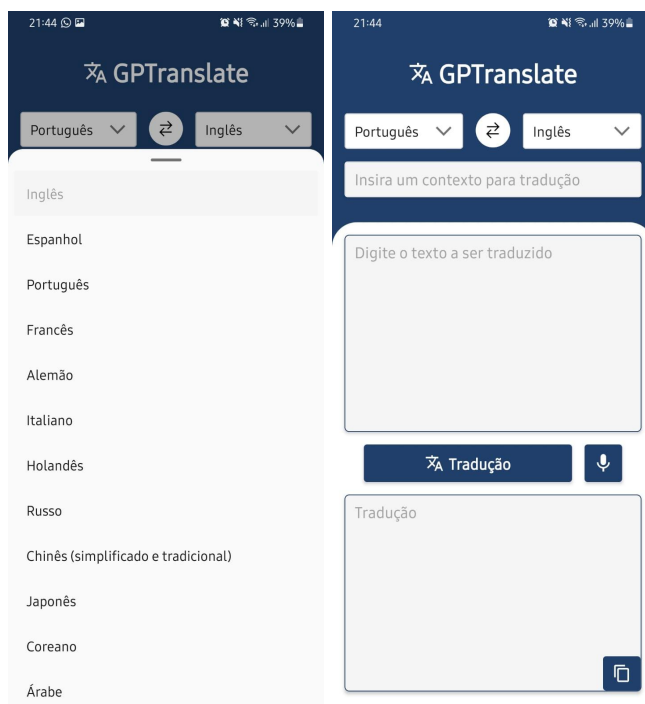 21:44 39%
GPTranslate
Português Inglês
Inglês
Espanhol
Português
Francês
Alemão
Italiano
Holandês
Russo
Chinês (simplificado e tradicional)
Japonês
Coreano
Árabe
21:44 39%
GPTranslate
Português Inglês
Insira um contexto para tradução
Digite o texto a ser traduzido
Tradução
Tradução